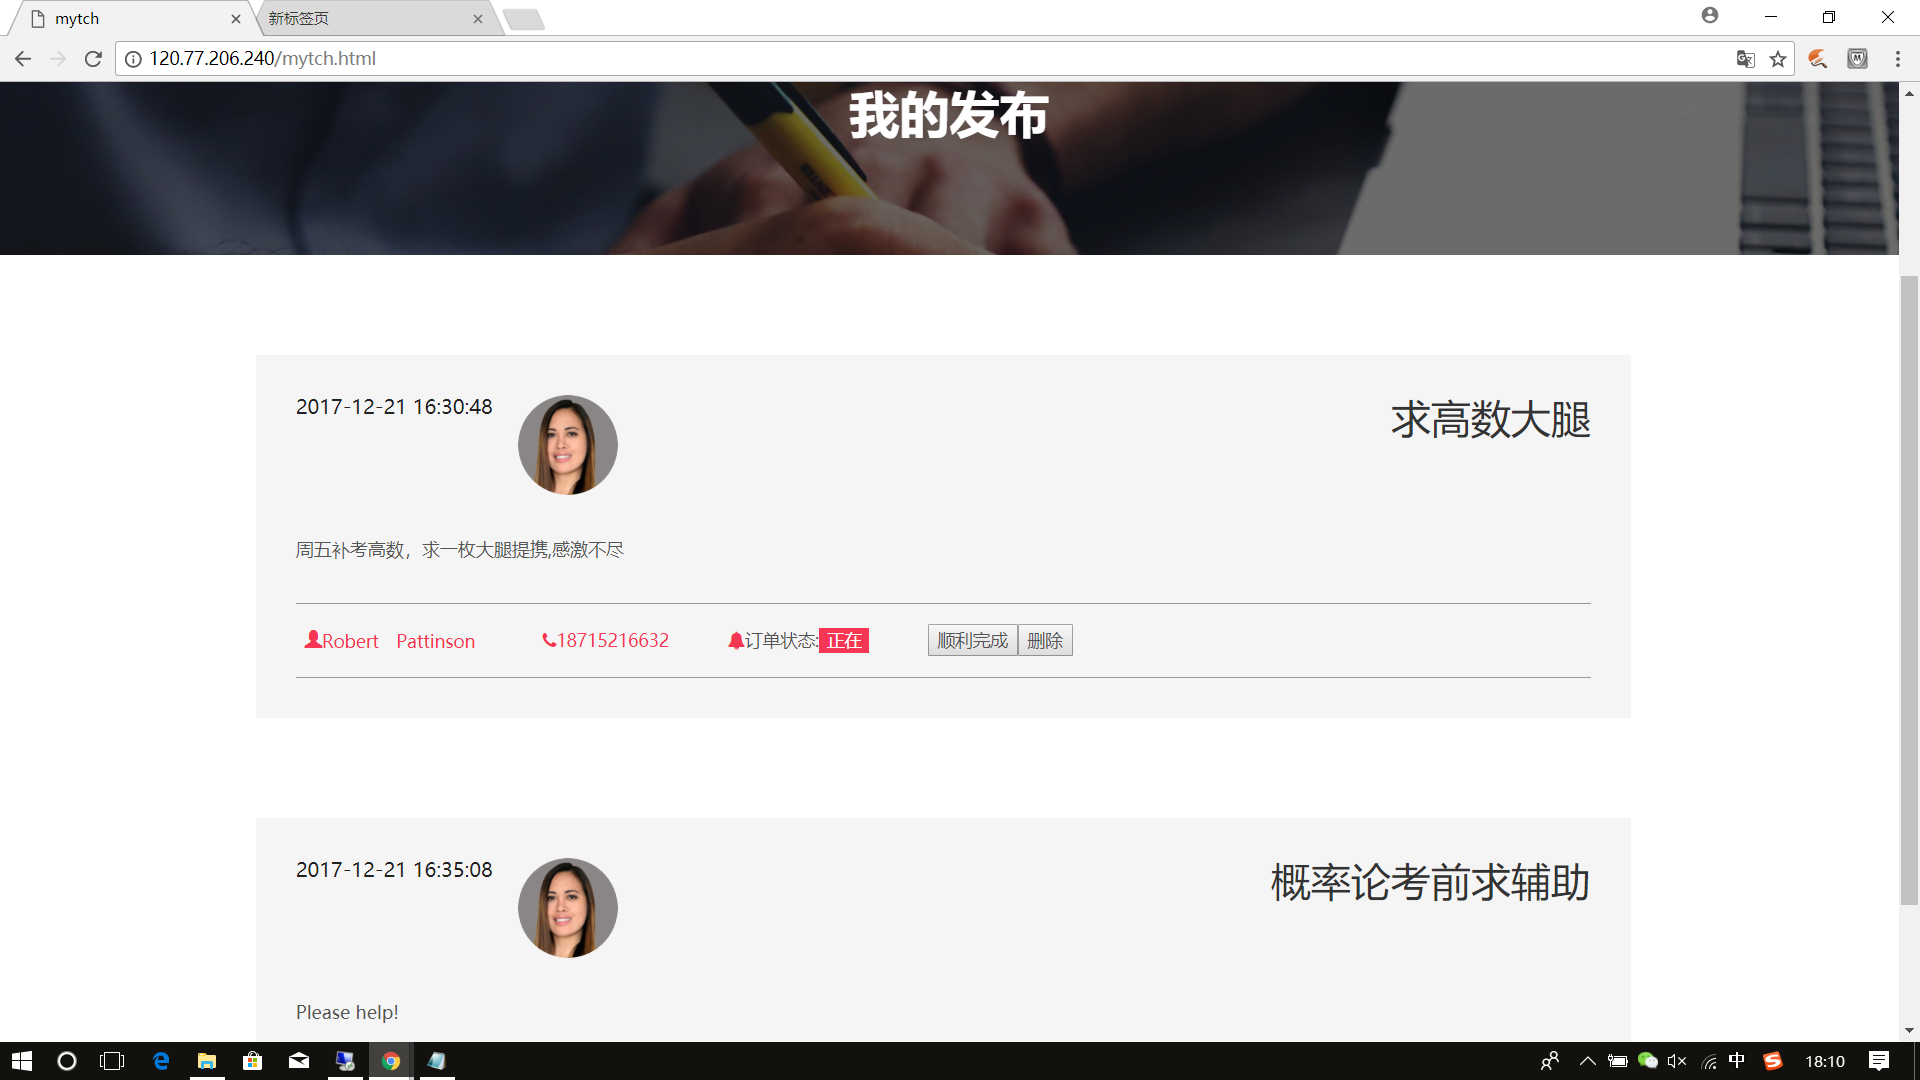 mytch
新标签页
120.77.206.240/mytch.html
我的发布
2017-12-21 16:30:48
求高数大腿
周五补考高数，求一枚大腿提携,感激不尽
Robert Pattinson 18715216632 订单状态:正在 顺利完成 删除
2017-12-21 16:35:08
概率论考前求辅助
Please help!
中 18:10